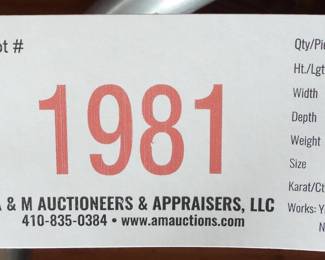 ot #
1981
& M AUCTIONEERS & APPRAISERS, LLC
410-835-0384 • www.amauctions.com
Qty/Pie
Ht./Lgt
Width
Depth
Weight
Size
Karat/Ct
Works: Y
N